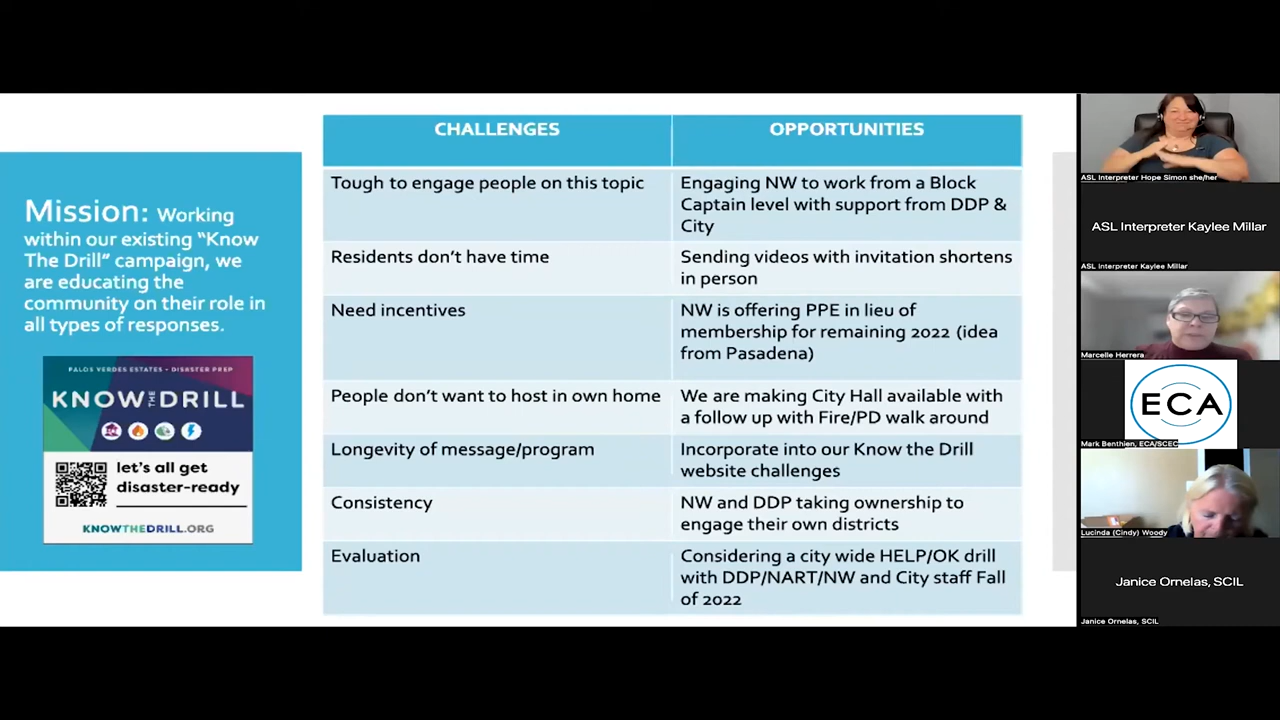 Mission: Working
within our existing “Know
The Drill” campaign, we
are educating the
community on their role in
all types of responses.
PALOS VERDES ESTATES • DISASTER PREP
KNOW THE DRILL
let’s all get
disaster-ready
KNOWTHEDRILL.ORG
CHALLENGES
OPPORTUNITIES
Tough to engage people on this topic
Engaging NW to work from a Block
Captain level with support from DDP &
City
Residents don’t have time
Sending videos with invitation shortens
in person
Need incentives
NW is offering PPE in lieu of
membership for remaining 2022 (idea
from Pasadena)
People don’t want to host in own home
We are making City Hall available with
a follow up with Fire/PD walk around
Longevity of message/program
Incorporate into our Know the Drill
website challenges
Consistency
NW and DDP taking ownership to
engage their own districts
Evaluation
Considering a city wide HELP/OK drill
with DDP/NART/NW and City staff Fall
of 2022
ASL Interpreter Hope Simon she/her
ASL Interpreter Kaylee Millar
ASL Interpreter Kaylee Millar
Marcelle Herrera
ECA
Mark Benthien, ECA/SCEC
Lucinda (Cindy) Woody
Janice Ornelas, SCIL
Janice Ornelas, SCIL